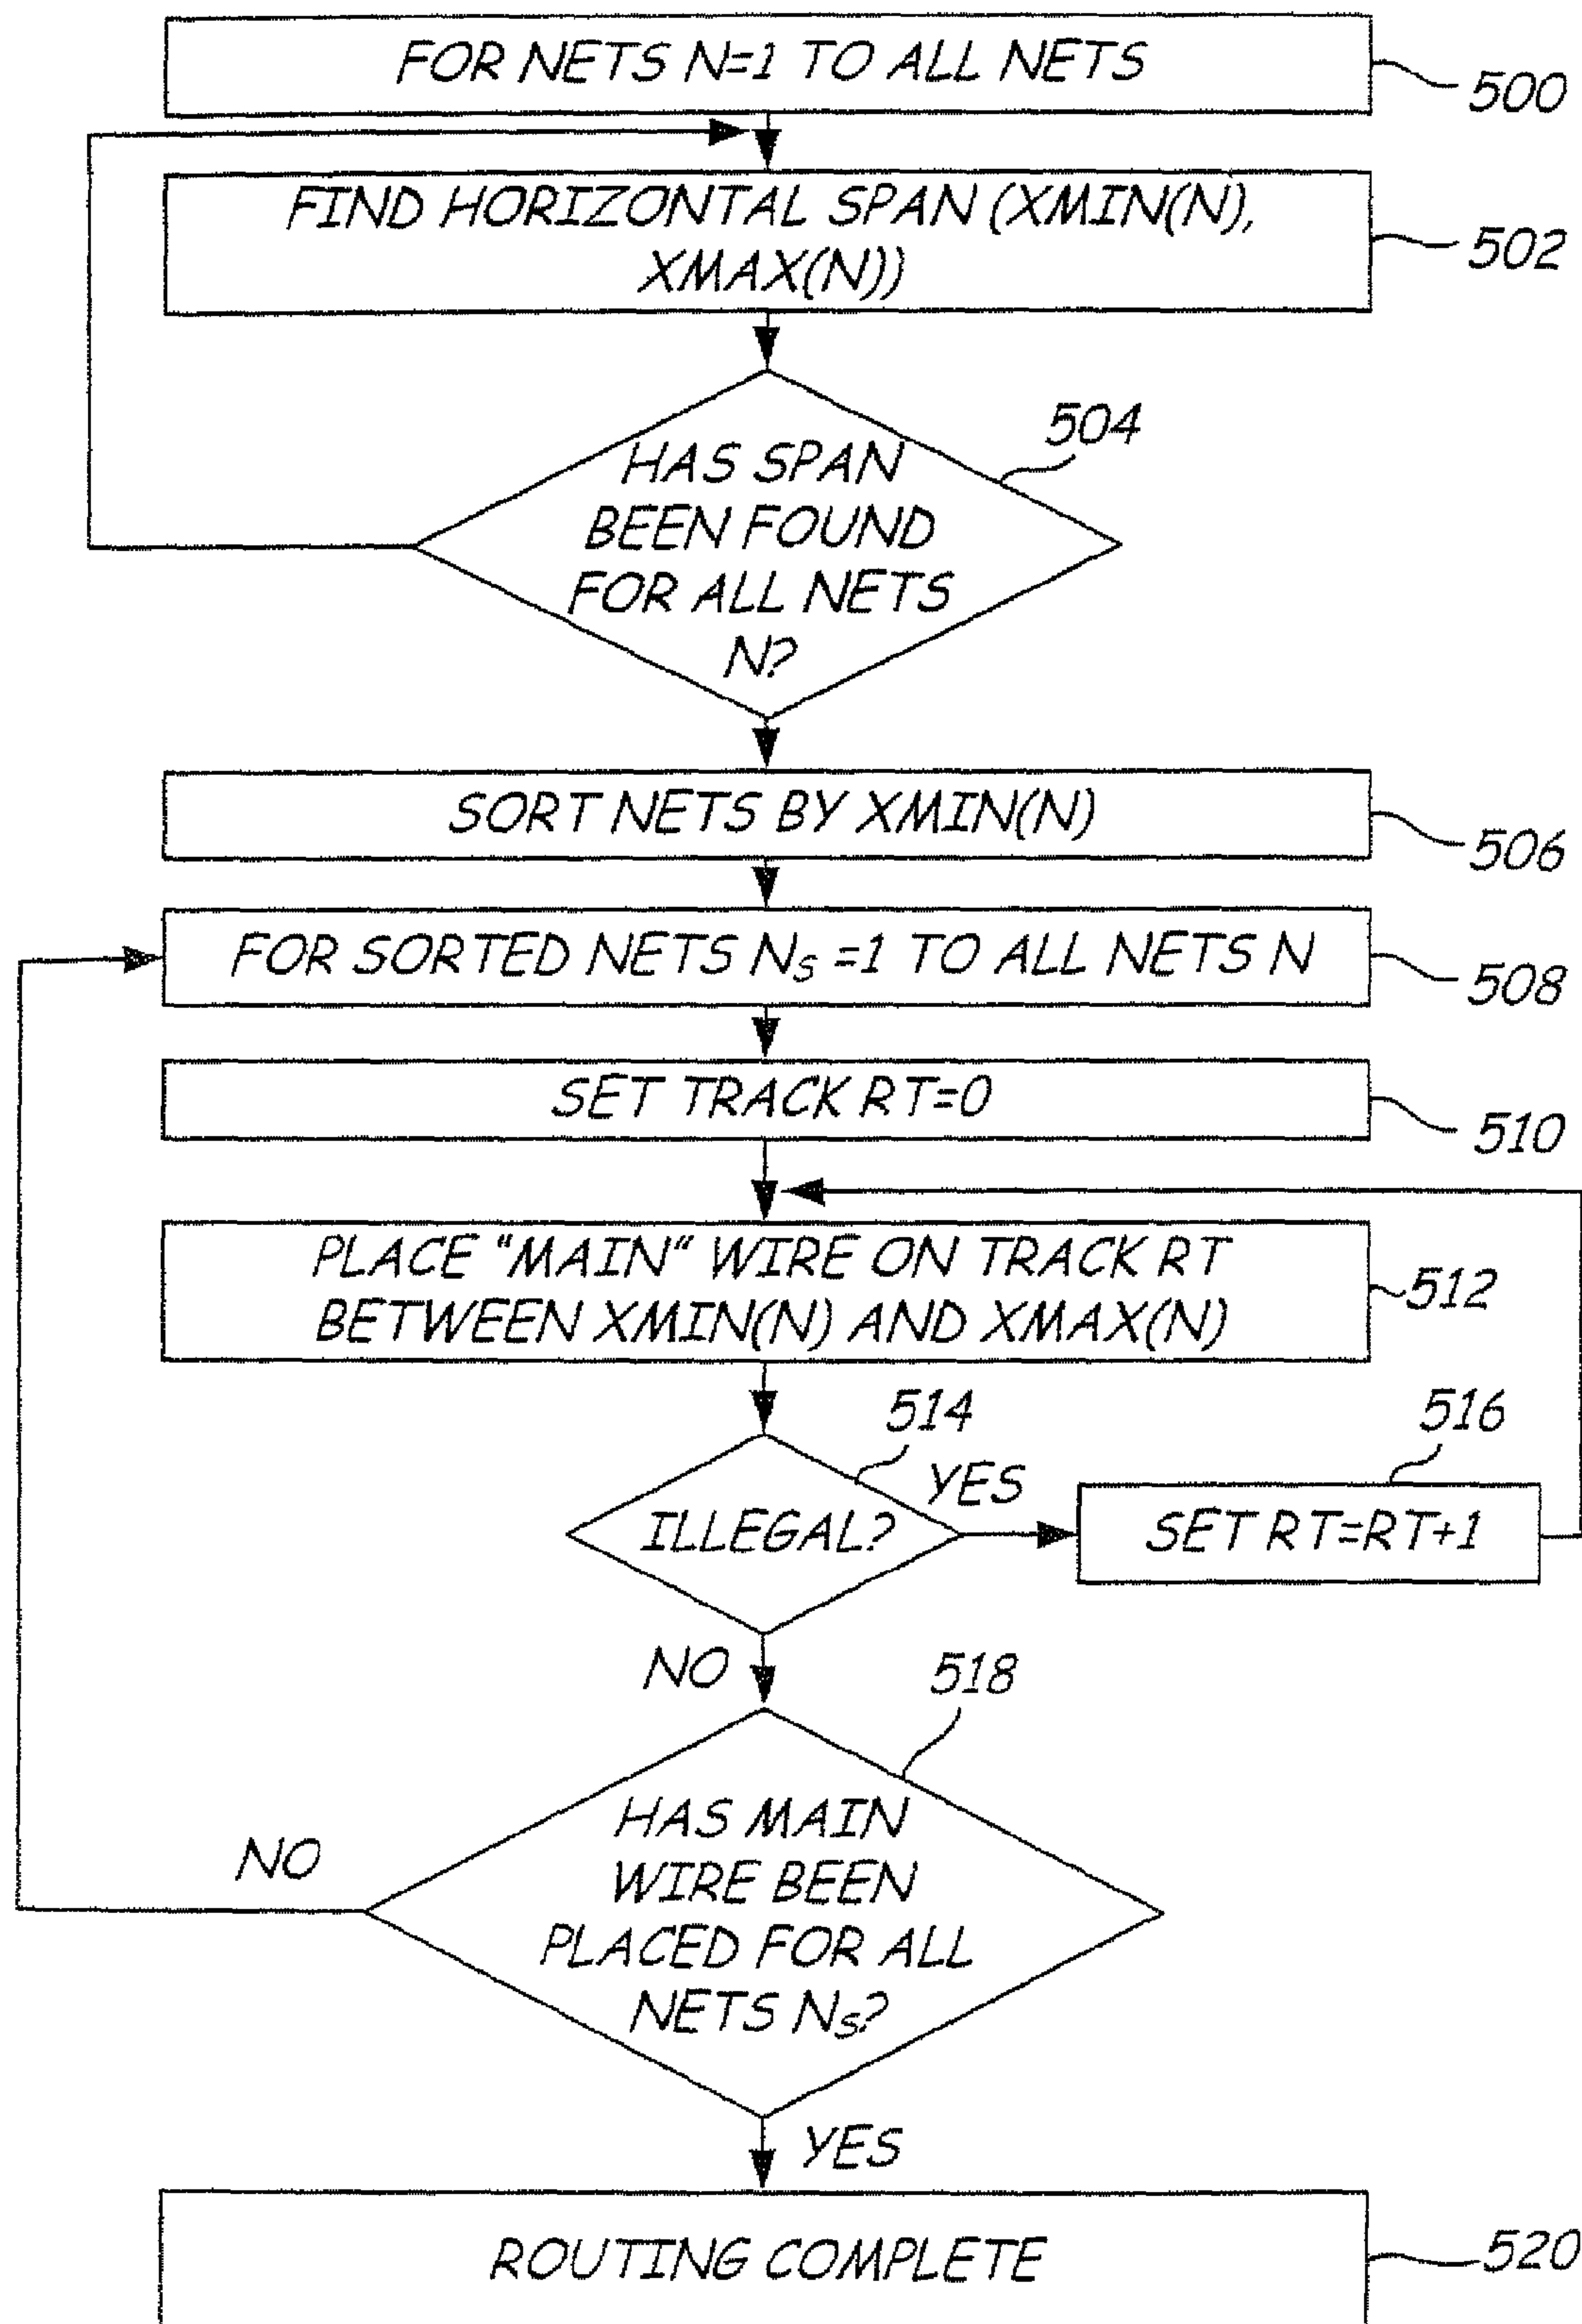 FOR NETS N=1 TO ALL NETS
500
FIND HORIZONTAL SPAN (XMIN(N),
XMAX(N))
502
504
HAS SPAN
BEEN FOUND
FOR ALL NETS
N?
SORT NETS BY XMIN(N)
506
FOR SORTED NETS Ns =1 TO ALL NETS N
508
SET TRACK RT=0
510
PLACE "MAIN" WIRE ON TRACK RT
BETWEEN XMIN(N) AND XMAX(N)
512
514
ILLEGAL?
YES
516
SET RT=RT+1
NO
518
HAS MAIN
WIRE BEEN
PLACED FOR ALL
NETS Ns?
NO
YES
ROUTING COMPLETE
520